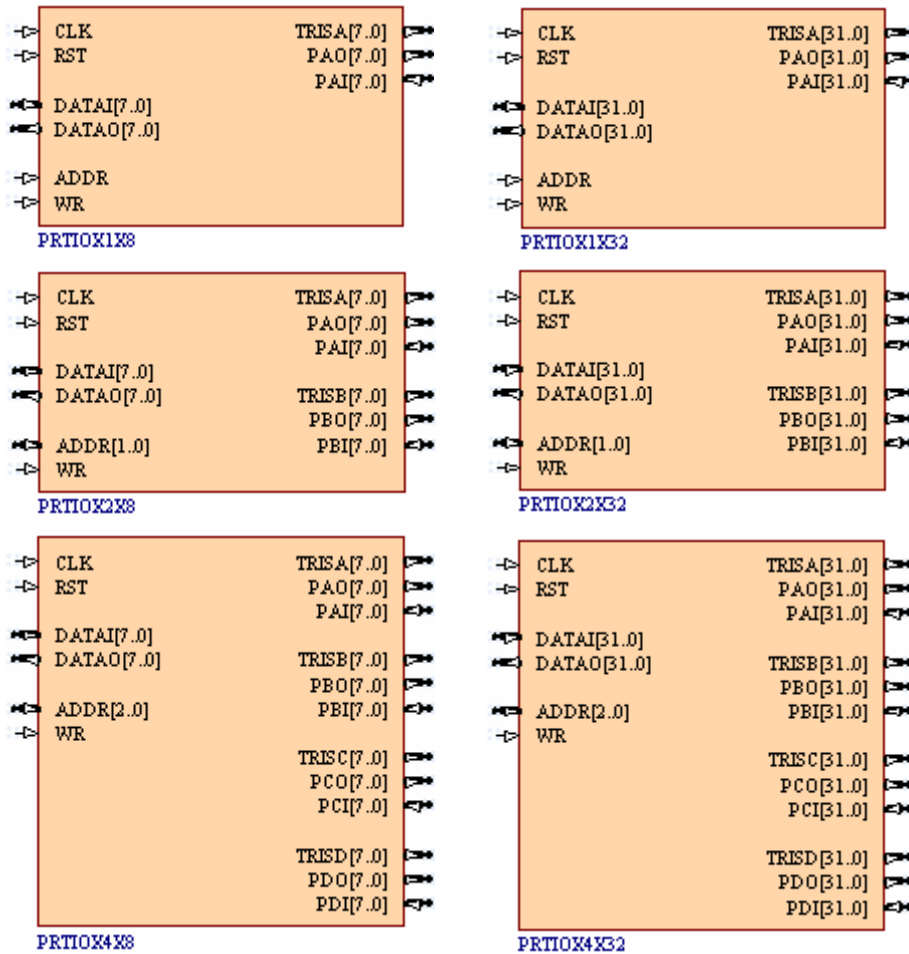 CLK TRISA[7..0]
RST PAO[7..0]
PAI[7..0]
DATAI[7..0]
DATAO[7..0]
ADDR
WR
PRTIOX1X8
CLK TRISA[31..0]
RST PAO[31..0]
PAI[31..0]
DATAI[31..0]
DATAO[31..0]
ADDR
WR
PRTIOX1X32
CLK TRISA[7..0]
RST PAO[7..0]
PAI[7..0]
DATAI[7..0]
DATAO[7..0] TRISB[7..0]
PBO[7..0]
ADDR[1..0] PBI[7..0]
WR
PRTIOX2X8
CLK TRISA[31..0]
RST PAO[31..0]
PAI[31..0]
DATAI[31..0]
DATAO[31..0] TRISB[31..0]
PBO[31..0]
ADDR[1..0] PBI[31..0]
WR
PRTIOX2X32
CLK TRISA[7..0]
RST PAO[7..0]
PAI[7..0]
DATAI[7..0]
DATAO[7..0] TRISB[7..0]
PBO[7..0]
ADDR[2..0] PBI[7..0]
WR
TRISC[7..0]
PCO[7..0]
PCI[7..0]
TRISD[7..0]
PDO[7..0]
PDI[7..0]
PRTIOX4X8
CLK TRISA[31..0]
RST PAO[31..0]
PAI[31..0]
DATAI[31..0]
DATAO[31..0] TRISB[31..0]
PBO[31..0]
ADDR[2..0] PBI[31..0]
WR
TRISC[31..0]
PCO[31..0]
PCI[31..0]
TRISD[31..0]
PDO[31..0]
PDI[31..0]
PRTIOX4X32